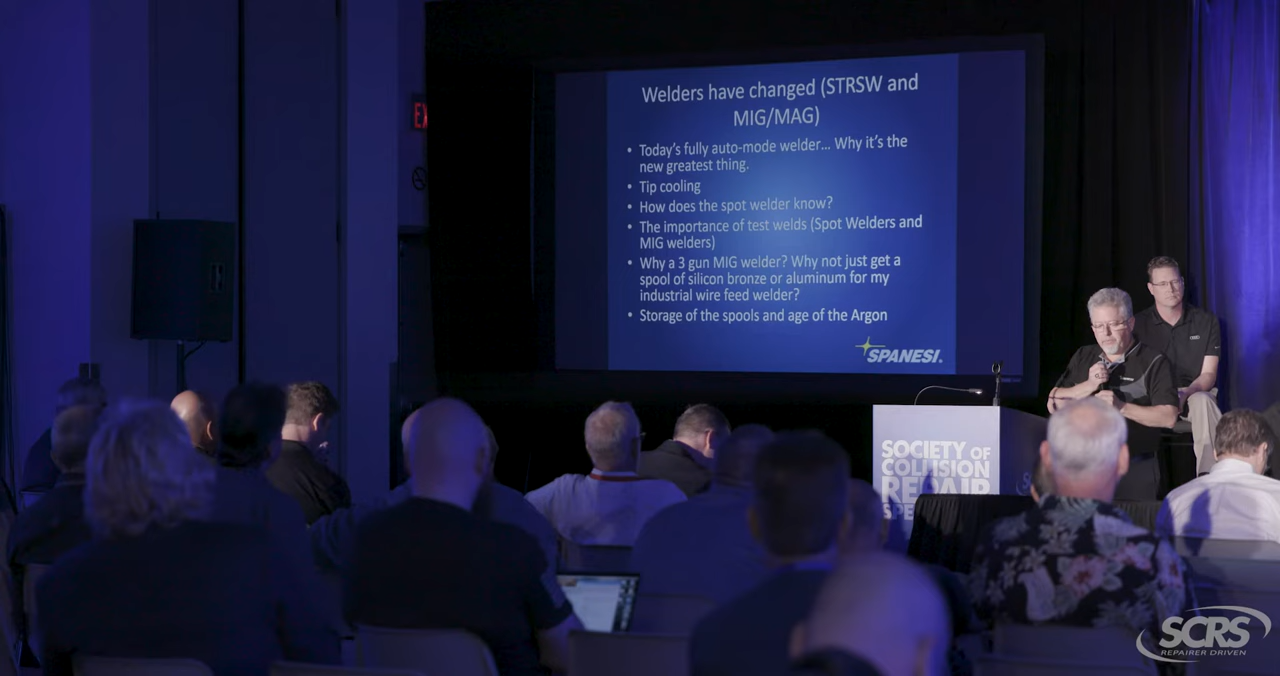 EX
Welders have changed (STRSW and
MIG/MAG)
• Today's fully auto-mode welder... Why it's the
new greatest thing.
• Tip cooling
• How does the spot welder know?
• The importance of test welds (Spot Welders and
MIG welders)
• Why a 3 gun MIG welder? Why not just get a
spool of silicon bronze or aluminum for my
industrial wire feed welder?
• Storage of the spools and age of the Argon
SPANESI.
SOCIETY OF
COLLISION
REPAIR
SPE
SCRS
REPAIRER DRIVEN